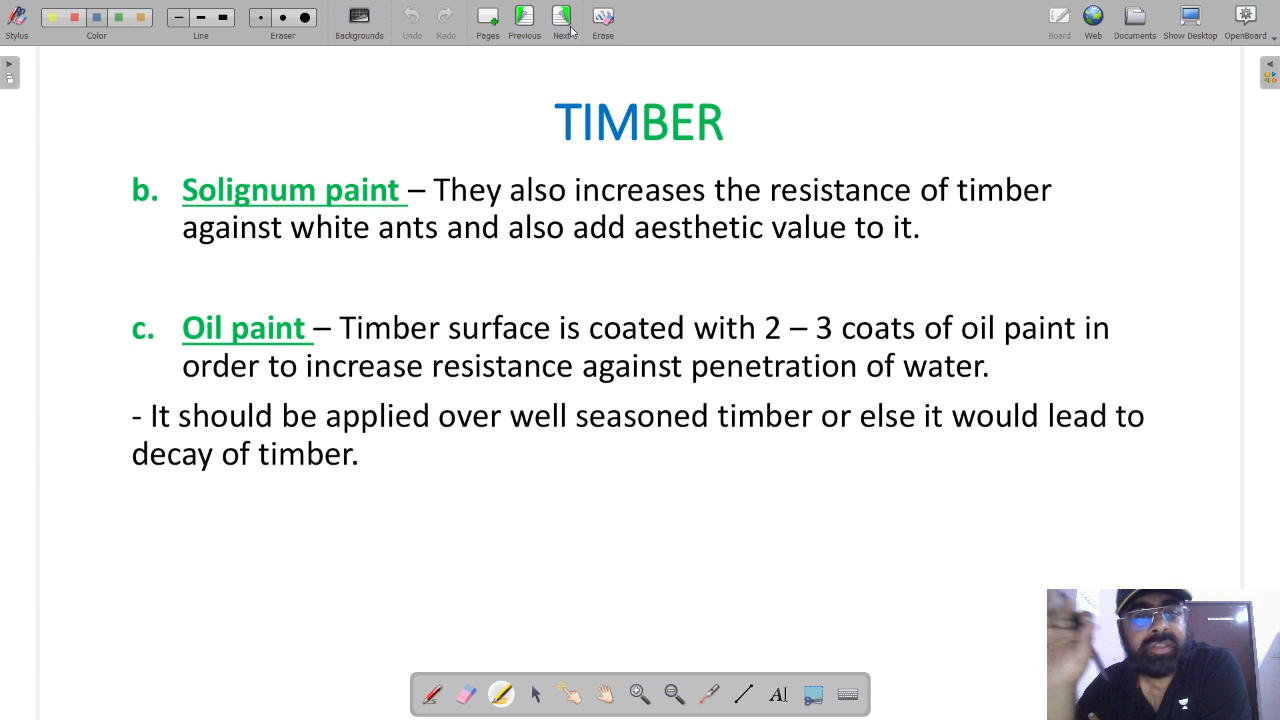 Stylus
Color
Line
Eraser
Backgrounds
Undo
Redo
Pages
Previous
Next
Erase
Board
Web
Documents
Show Desktop
OpenBoard
TIMBER
b. Solignum paint – They also increases the resistance of timber
against white ants and also add aesthetic value to it.
c. Oil paint – Timber surface is coated with 2 – 3 coats of oil paint in
order to increase resistance against penetration of water.
- It should be applied over well seasoned timber or else it would lead to
decay of timber.
AI